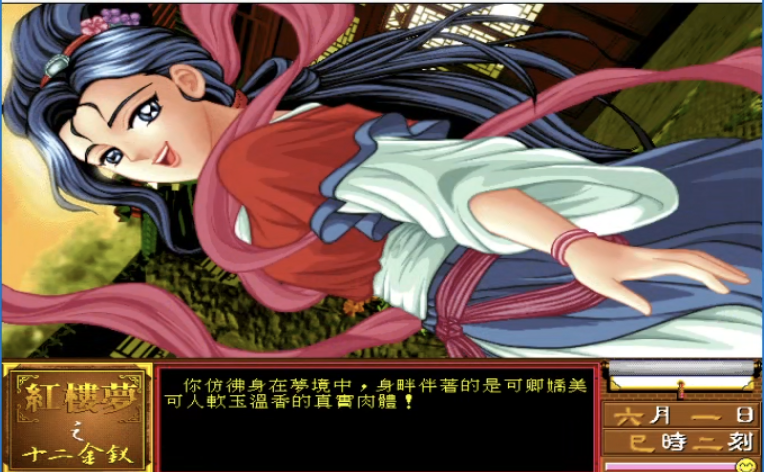 你仿彿身在夢境中，身畔伴著的是可卿嬌美
可人軟玉溫香的真實肉體！
紅樓夢
之
十二金釵
六月一日
巳時二刻